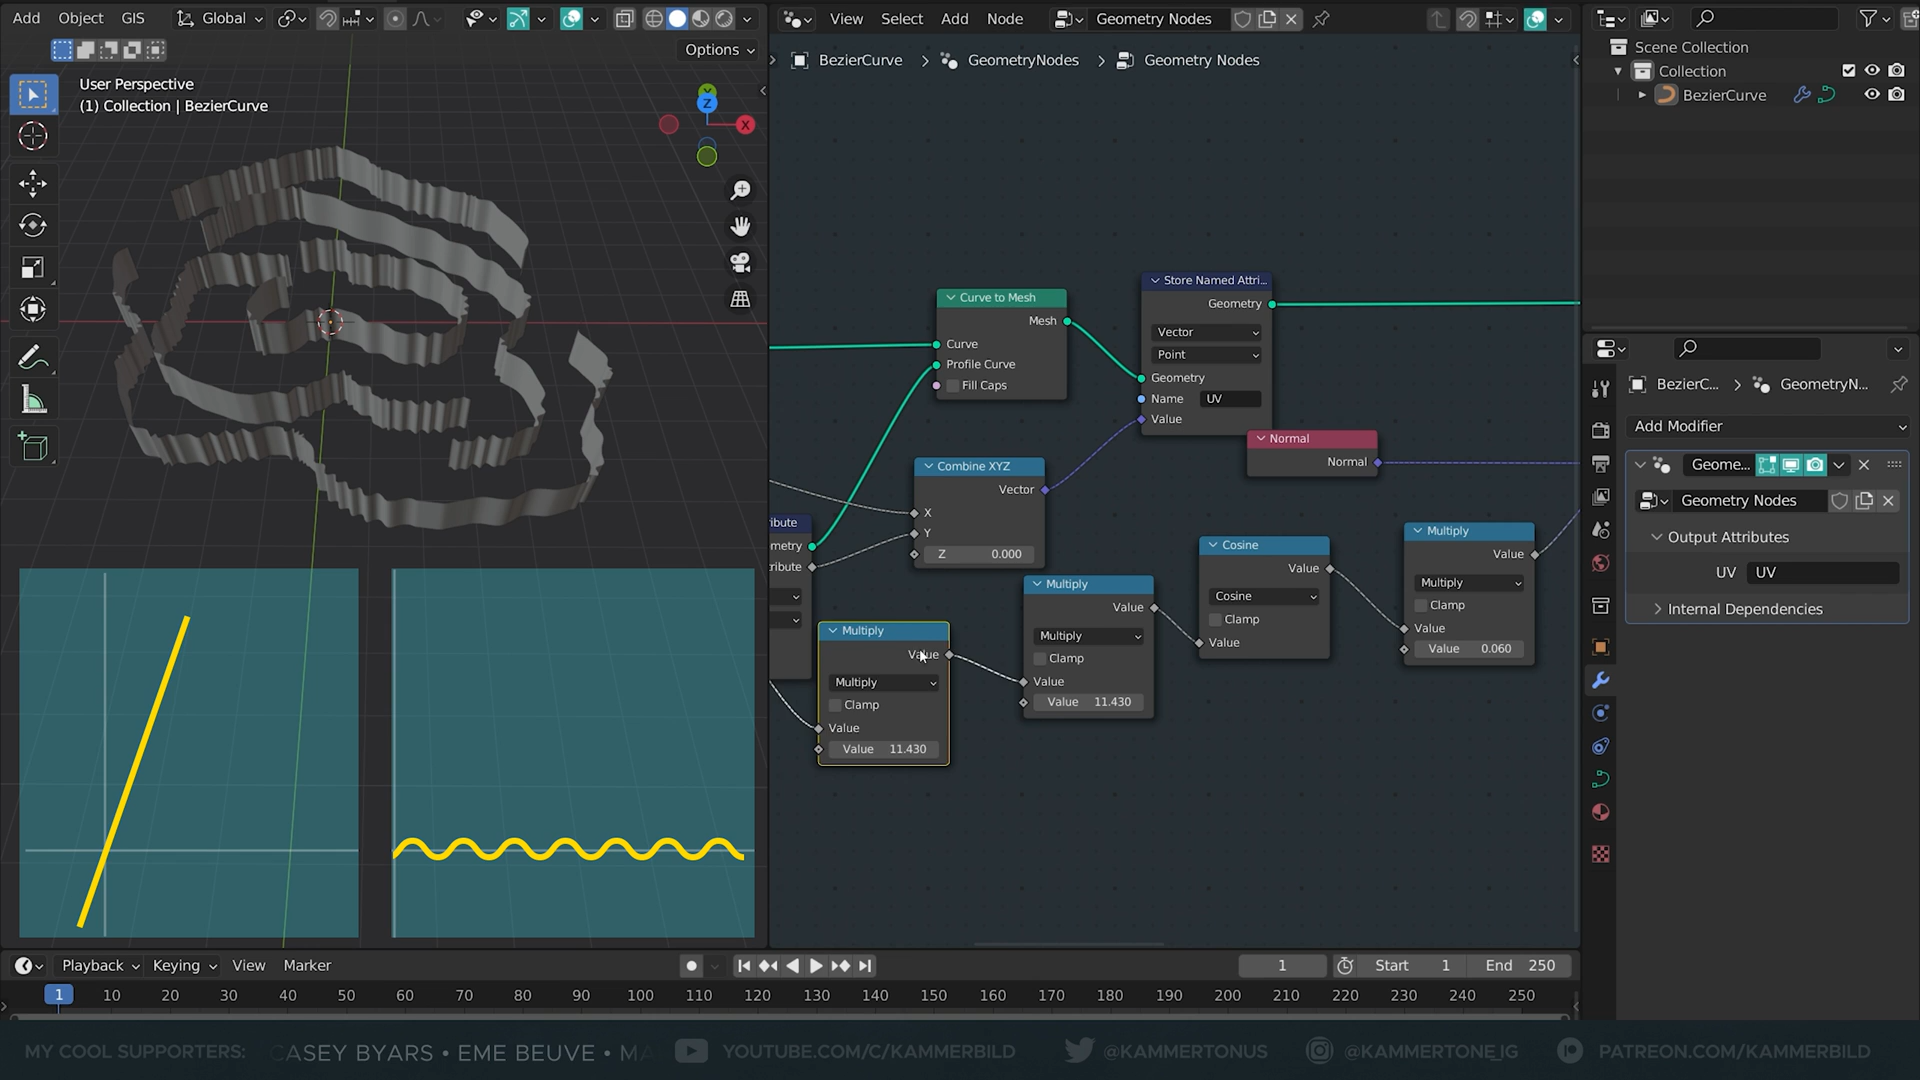 Add Object GIS Global
Options
User Perspective
(1) Collection | BezierCurve
Z
X
View Select Add Node Geometry Nodes
BezierCurve > GeometryNodes > Geometry Nodes
Curve to Mesh
Mesh
Curve
Profile Curve
Fill Caps
Store Named Attri...
Geometry
Vector
Point
Geometry
Name UV
Value
Normal
Normal
Combine XYZ
Vector
X
Y
Z 0.000
ibute
metry
ribute
Multiply
Value
Multiply
Clamp
Value
Value 11.430
Multiply
Value
Multiply
Clamp
Value
Value 11.430
Cosine
Value
Cosine
Clamp
Value
Multiply
Value
Multiply
Clamp
Value
Value 0.060
Scene Collection
Collection
BezierCurve
BezierC... > GeometryN...
Add Modifier
Geome...
Geometry Nodes
Output Attributes
UV UV
Internal Dependencies
Playback Keying View Marker
1 Start 1 End 250
1 10 20 30 40 50 60 70 80 90 100 110 120 130 140 150 160 170 180 190 200 210 220 230 240 250
MY COOL SUPPORTERS: CASEY BYARS • EME BEUVE • MA YOUTUBE.COM/C/KAMMERBILD @KAMMERTONUS @KAMMERTONE_IG PATREON.COM/KAMMERBILD